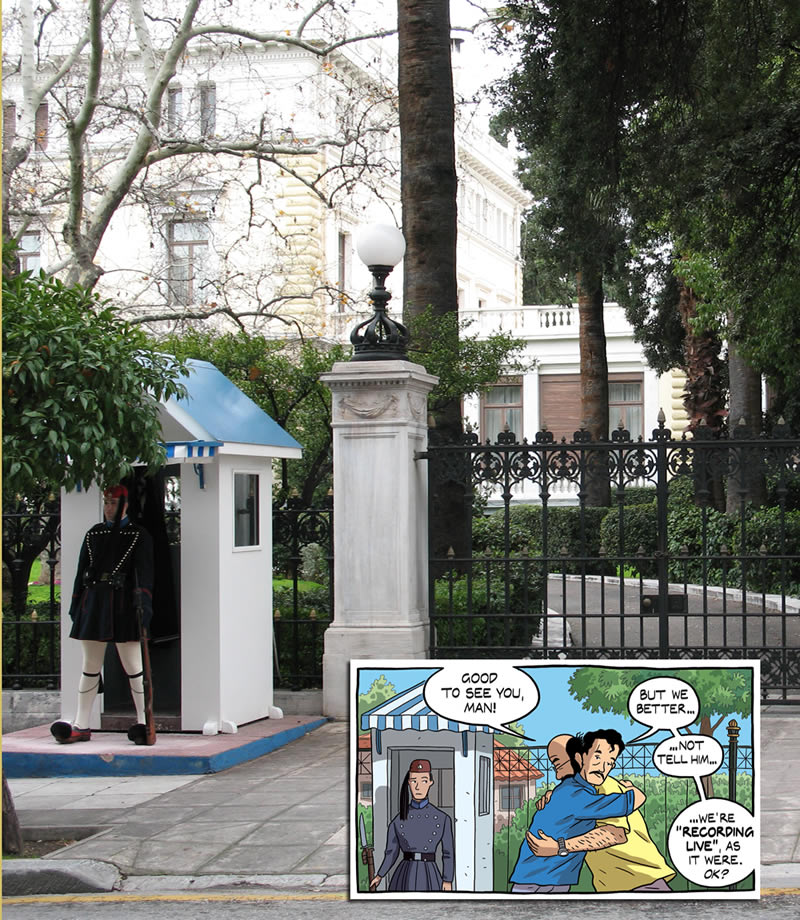 GOOD
TO SEE YOU,
MAN!
BUT WE
BETTER...
...NOT
TELL HIM...
...WE'RE
"RECORDING
LIVE", AS
IT WERE.
OK?